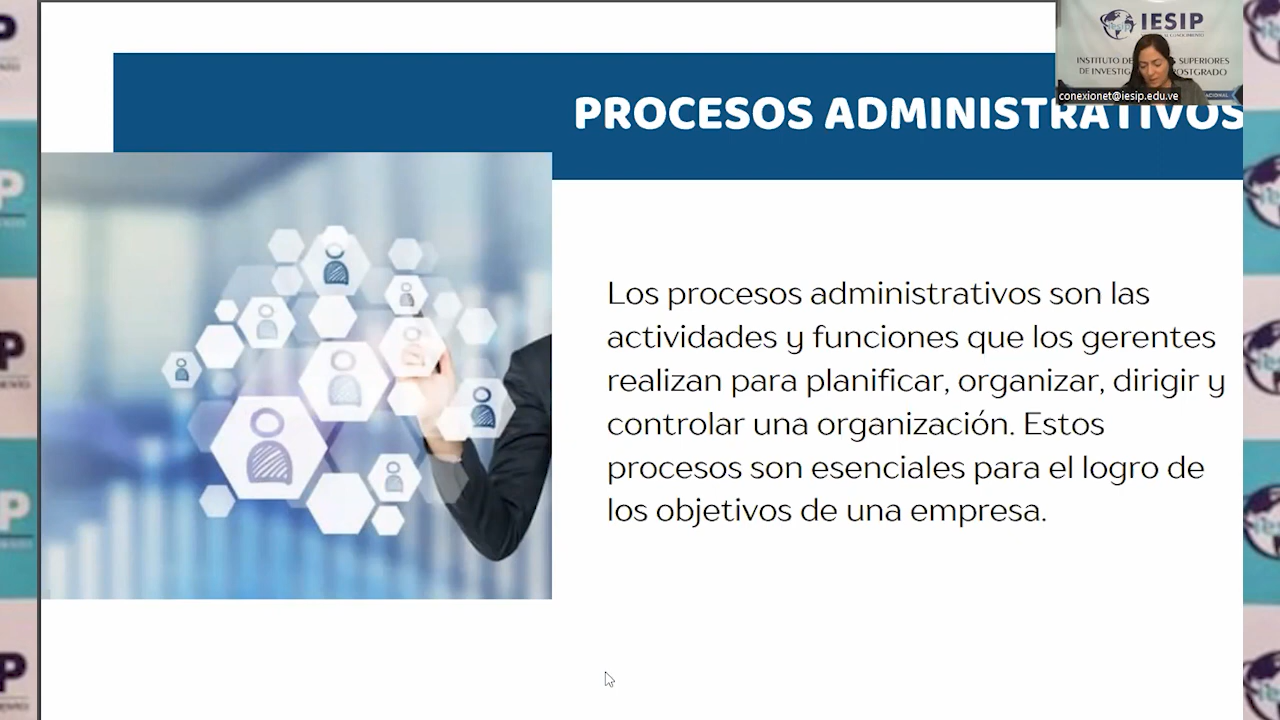 IESIP
INSTITUTO DE SUPERIORES
DE INVESTIG POSTGRADO
conexionet@iesip.edu.ve
PROCESOS ADMINISTRATIVOS
Los procesos administrativos son las
actividades y funciones que los gerentes
realizan para planificar, organizar, dirigir y
controlar una organización. Estos
procesos son esenciales para el logro de
los objetivos de una empresa.